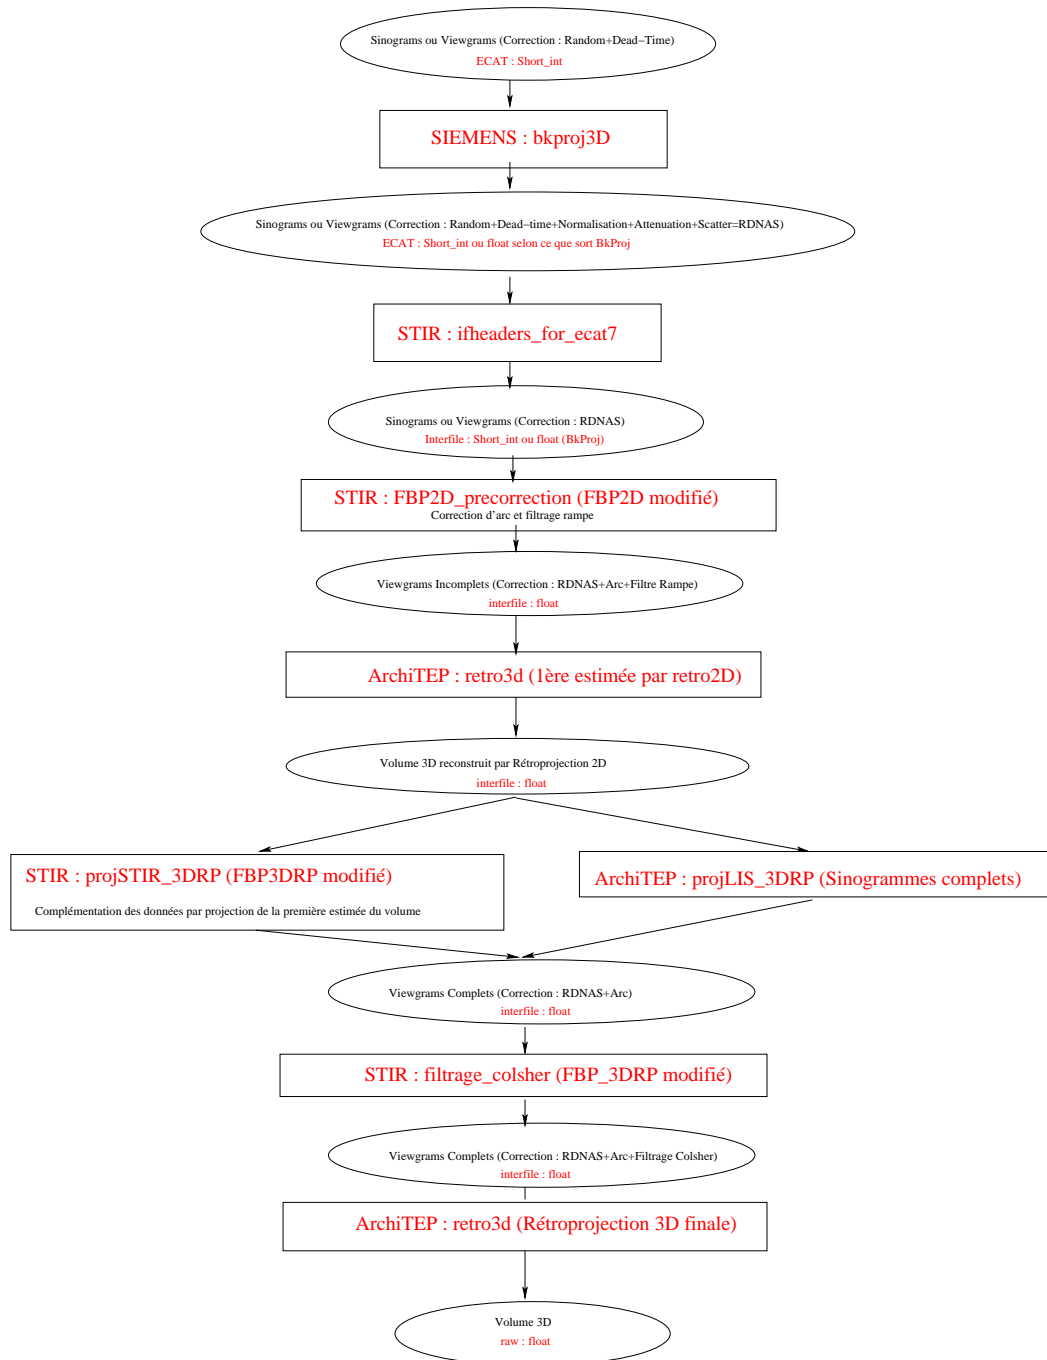 Sinograms ou Viewgrams (Correction : Random+Dead−Time)
ECAT : Short_int
SIEMENS : bkproj3D
Sinograms ou Viewgrams (Correction : Random+Dead−time+Normalisation+Attenuation+Scatter=RDNAS)
ECAT : Short_int ou float selon ce que sort BkProj
STIR : ifheaders_for_ecat7
Sinograms ou Viewgrams (Correction : RDNAS)
Interfile : Short_int ou float (BkProj)
STIR : FBP2D_precorrection (FBP2D modifié)
Correction d'arc et filtrage rampe
Viewgrams Incomplets (Correction : RDNAS+Arc+Filtre Rampe)
interfile : float
ArchiTEP : retro3d (1ère estimée par retro2D)
Volume 3D reconstruit par Rétroprojection 2D
interfile : float
STIR : projSTIR_3DRP (FBP3DRP modifié)
Complémentation des données par projection de la première estimée du volume
ArchiTEP : projLIS_3DRP (Sinogrammes complets)
Viewgrams Complets (Correction : RDNAS+Arc)
interfile : float
STIR : filtrage_colsher (FBP_3DRP modifié)
Viewgrams Complets (Correction : RDNAS+Arc+Filtrage Colsher)
interfile : float
ArchiTEP : retro3d (Rétroprojection 3D finale)
Volume 3D
raw : float